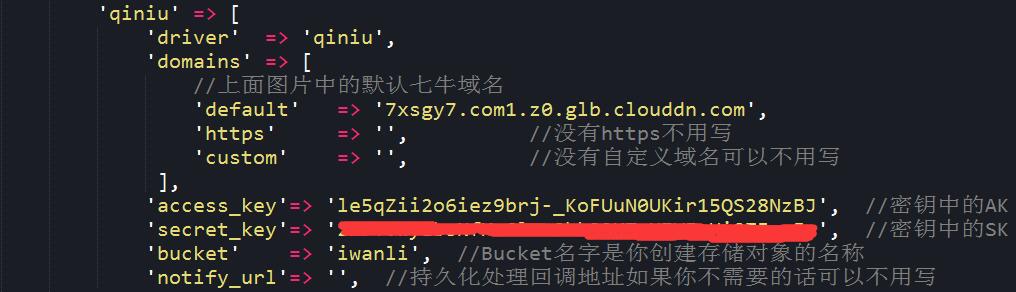 'qiniu' => [
'driver' => 'qiniu',
'domains' => [
//上面图片中的默认七牛域名
'default' => '7xsgy7.com1.z0.glb.clouddn.com',
'https' => '', //没有https不用写
'custom' => '', //没有自定义域名可以不用写
],
'access_key'=> 'le5qZii2o6iez9brj-_KoFUuN0UKir15QS28NzBJ', //密钥中的AK
'secret_key'=> ', //密钥中的SK
'bucket' => 'iwanli', //Bucket名字是你创建存储对象的名称
'notify_url'=> '', //持久化处理回调地址如果你不需要的话可以不用写